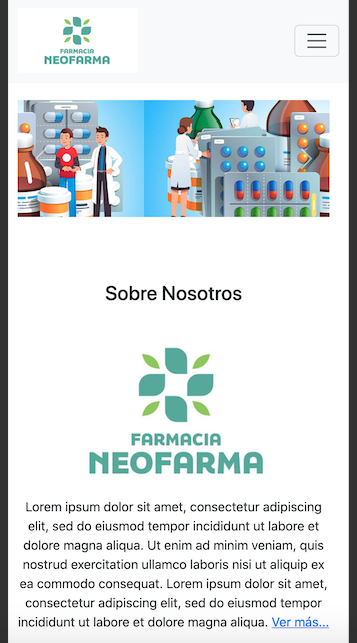 FARMACIA
NEOFARMA
Sobre Nosotros
FARMACIA
NEOFARMA
Lorem ipsum dolor sit amet, consectetur adipiscing
elit, sed do eiusmod tempor incididunt ut labore et
dolore magna aliqua. Ut enim ad minim veniam, quis
nostrud exercitation ullamco laboris nisi ut aliquip ex
ea commodo consequat. Lorem ipsum dolor sit amet,
consectetur adipiscing elit, sed do eiusmod tempor
incididunt ut labore et dolore magna aliqua. Ver más...